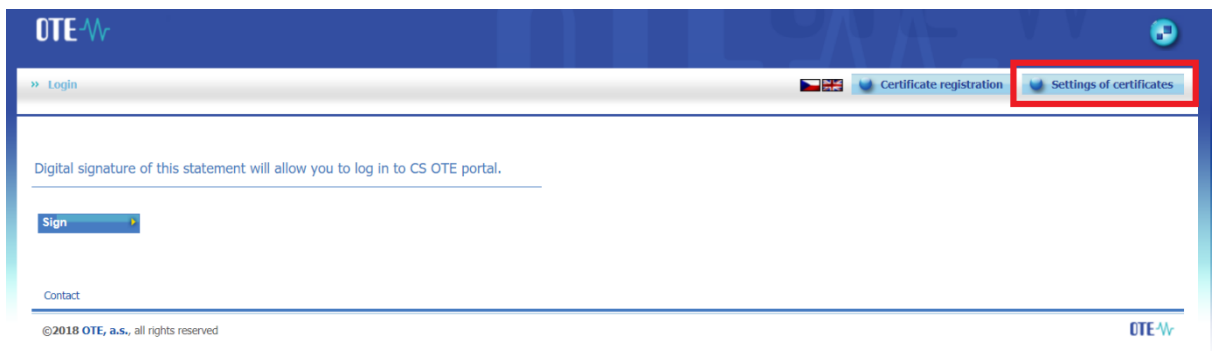 OTE
» Login
Certificate registration
Settings of certificates
Digital signature of this statement will allow you to log in to CS OTE portal.
Sign
Contact
©2018 OTE, a.s., all rights reserved
OTE